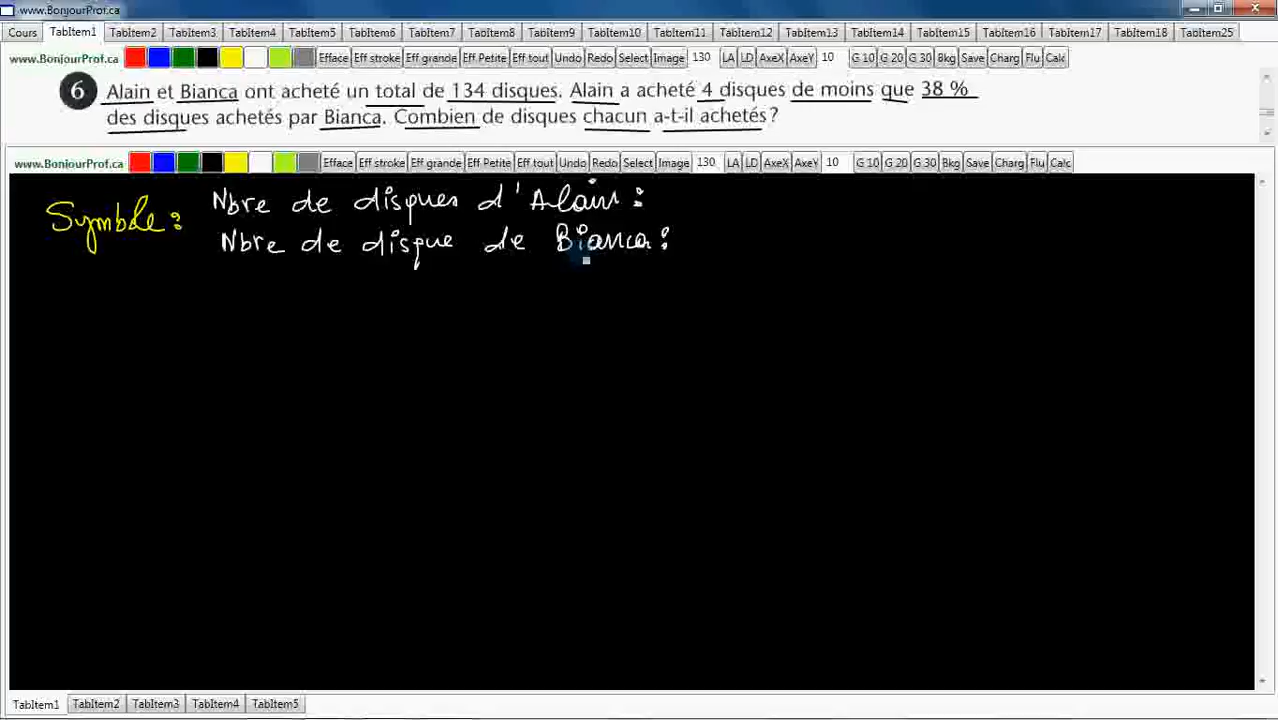 www.BonjourProf.ca
Cours TabItem1 TabItem2 TabItem3 TabItem4 TabItem5 TabItem6 TabItem7 TabItem8 TabItem9 TabItem10 TabItem11 TabItem12 TabItem13 TabItem14 TabItem15 TabItem16 TabItem17 TabItem18 TabItem25
www.BonjourProf.ca Efface Eff stroke Eff grande Eff Petite Eff tout Undo Redo Select Image 130 LA LD AxeX AxeY 10 G 10 G 20 G 30 Bkg Save Charg Flu Calc
6 Alain et Bianca ont acheté un total de 134 disques. Alain a acheté 4 disques de moins que 38 %
des disques achetés par Bianca. Combien de disques chacun a-t-il achetés ?
www.BonjourProf.ca Efface Eff stroke Eff grande Eff Petite Eff tout Undo Redo Select Image 130 LA LD AxeX AxeY 10 G 10 G 20 G 30 Bkg Save Charg Flu Calc
Symbole : Nbre de disques d'Alain :
Nbre de disque de Bianca :
TabItem1 TabItem2 TabItem3 TabItem4 TabItem5